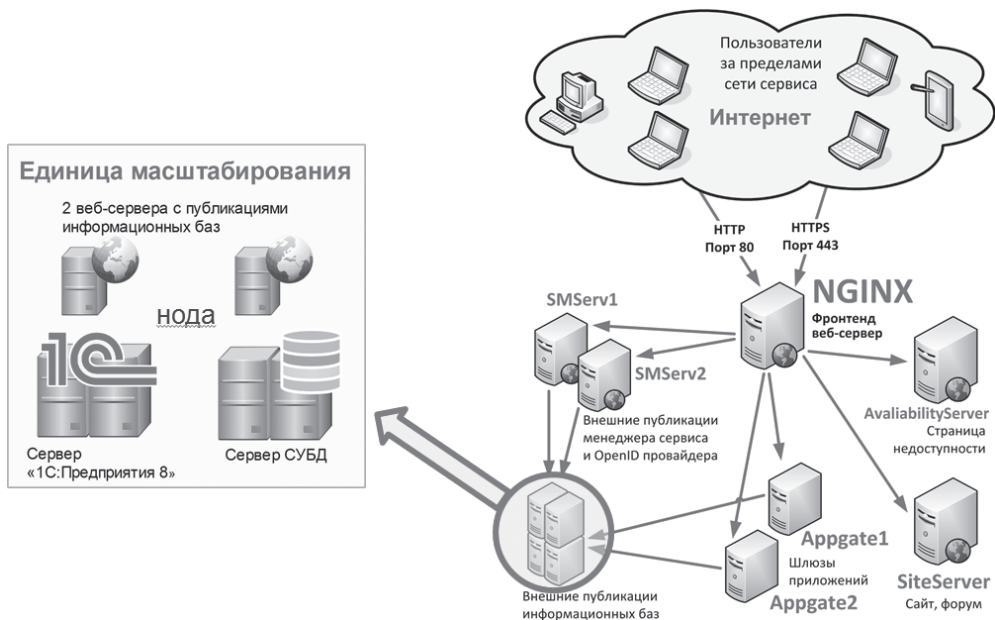 Единица масштабирования
2 веб-сервера с публикациями
информационных баз
нода
1С
Сервер
«1С:Предприятия 8»
Сервер СУБД
Пользователи
за пределами
сети сервиса
Интернет
HTTP
Порт 80
HTTPS
Порт 443
NGINX
Фронтенд
веб-сервер
SMServ1
SMServ2
Внешние публикации
менеджера сервиса
и OpenID провайдера
AvaliabilityServer
Страница
недоступности
Appgate1
Шлюзы
приложений
Appgate2
SiteServer
Сайт, форум
Внешние публикации
информационных баз